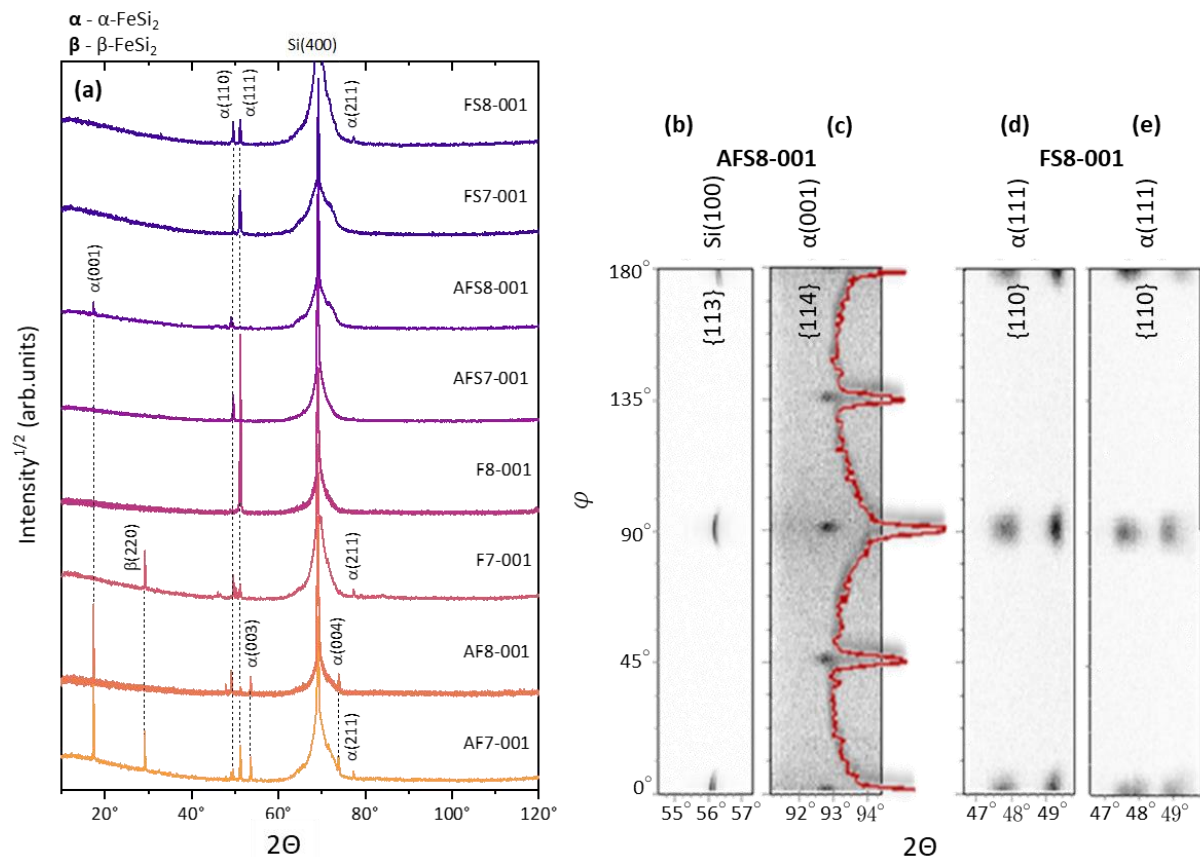 α - α-FeSi₂
β - β-FeSi₂
Si(400)
(a)
α(110)
α(111)
α(211)
FS8-001
FS7-001
α(001)
AFS8-001
AFS7-001
F8-001
β(220)
α(211)
F7-001
α(003)
α(004)
AF8-001
α(211)
AF7-001
Intensity^1/2 (arb.units)
20° 40° 60° 80° 100° 120°
2Θ
(b) (c) (d) (e)
AFS8-001 FS8-001
Si(100) α(001) α(111) α(111)
{113} {114} {110} {110}
180°
135°
90°
45°
0°
φ
55° 56° 57° 92° 93° 94° 47° 48° 49° 47° 48° 49°
2Θ